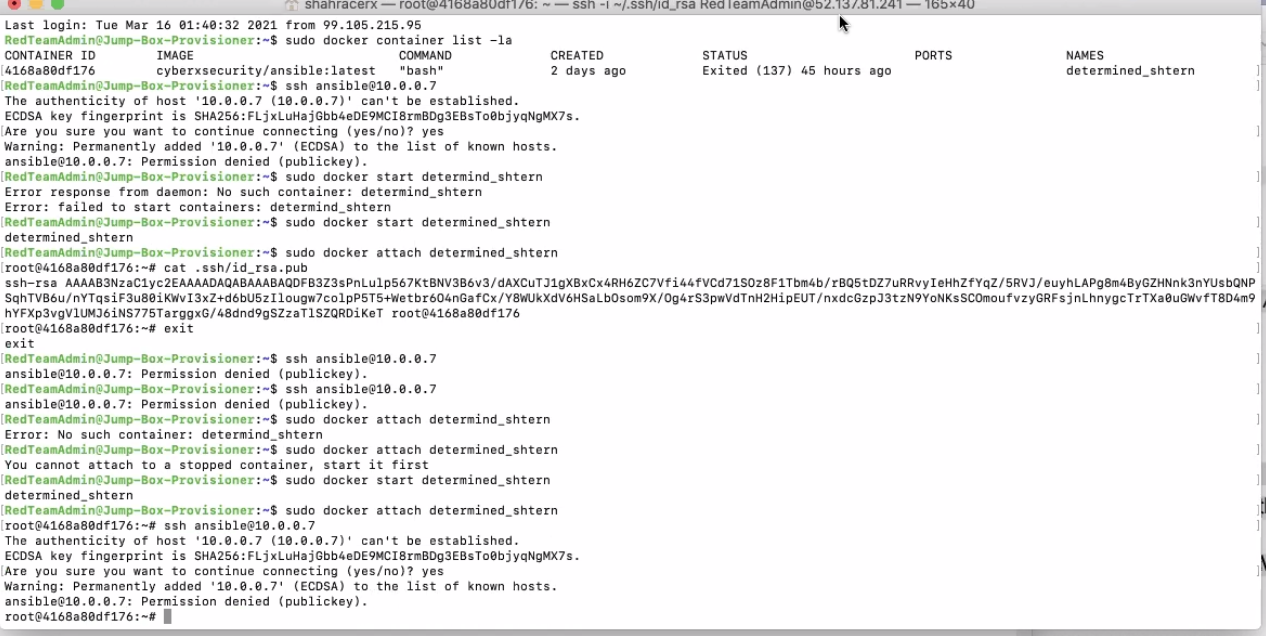 shahracerx — root@4168a80df176: ~ — ssh -i ~/.ssh/id_rsa RedTeamAdmin@52.137.81.241 — 165×40
Last login: Tue Mar 16 01:40:32 2021 from 99.105.215.95
RedTeamAdmin@Jump-Box-Provisioner:~$ sudo docker container list -la
CONTAINER ID IMAGE COMMAND CREATED STATUS PORTS NAMES
4168a80df176 cyberxsecurity/ansible:latest "bash" 2 days ago Exited (137) 45 hours ago determined_shtern
RedTeamAdmin@Jump-Box-Provisioner:~$ ssh ansible@10.0.0.7
The authenticity of host '10.0.0.7 (10.0.0.7)' can't be established.
ECDSA key fingerprint is SHA256:FLjxLuHajGbb4eDE9MCI8rmBDg3EBsTo0bjyqNgMX7s.
Are you sure you want to continue connecting (yes/no)? yes
Warning: Permanently added '10.0.0.7' (ECDSA) to the list of known hosts.
ansible@10.0.0.7: Permission denied (publickey).
RedTeamAdmin@Jump-Box-Provisioner:~$ sudo docker start determind_shtern
Error response from daemon: No such container: determind_shtern
Error: failed to start containers: determind_shtern
RedTeamAdmin@Jump-Box-Provisioner:~$ sudo docker start determined_shtern
determined_shtern
RedTeamAdmin@Jump-Box-Provisioner:~$ sudo docker attach determined_shtern
root@4168a80df176:~# cat .ssh/id_rsa.pub
ssh-rsa AAAAB3NzaC1yc2EAAAADAQABAAABAQDFB3Z3sPnLulp567KtBNV3B6v3/dAXCuTJ1gXBxCx4RH6ZC7Vfi44fVCd71SOz8F1Tbm4b/rBQ5tDZ7uRRvyIeHhZfYqZ/5RVJ/euyhLAPg8m4ByGZHNnk3nYUsbQNP
SqhTVB6u/nYTqsiF3u80iKWvI3xZ+d6bU5zIlougw7colpP5T5+Wetbr6O4nGafCx/Y8WUkXdV6HSaLbOsom9X/Og4rS3pwVdTnH2HipEUT/nxdcGzpJ3tzN9YoNKsSCOmoufvzyGRFsjnLhnygcTrTXa0uGWvfT8D4m9
hYFXp3vgVlUMJ6iNS775TarggxG/48dnd9gSZzaTlSZQRDiKeT root@4168a80df176
root@4168a80df176:~# exit
exit
RedTeamAdmin@Jump-Box-Provisioner:~$ ssh ansible@10.0.0.7
ansible@10.0.0.7: Permission denied (publickey).
RedTeamAdmin@Jump-Box-Provisioner:~$ ssh ansible@10.0.0.7
ansible@10.0.0.7: Permission denied (publickey).
RedTeamAdmin@Jump-Box-Provisioner:~$ sudo docker attach determind_shtern
Error: No such container: determind_shtern
RedTeamAdmin@Jump-Box-Provisioner:~$ sudo docker attach determined_shtern
You cannot attach to a stopped container, start it first
RedTeamAdmin@Jump-Box-Provisioner:~$ sudo docker start determined_shtern
determined_shtern
RedTeamAdmin@Jump-Box-Provisioner:~$ sudo docker attach determined_shtern
root@4168a80df176:~# ssh ansible@10.0.0.7
The authenticity of host '10.0.0.7 (10.0.0.7)' can't be established.
ECDSA key fingerprint is SHA256:FLjxLuHajGbb4eDE9MCI8rmBDg3EBsTo0bjyqNgMX7s.
Are you sure you want to continue connecting (yes/no)? yes
Warning: Permanently added '10.0.0.7' (ECDSA) to the list of known hosts.
ansible@10.0.0.7: Permission denied (publickey).
root@4168a80df176:~#